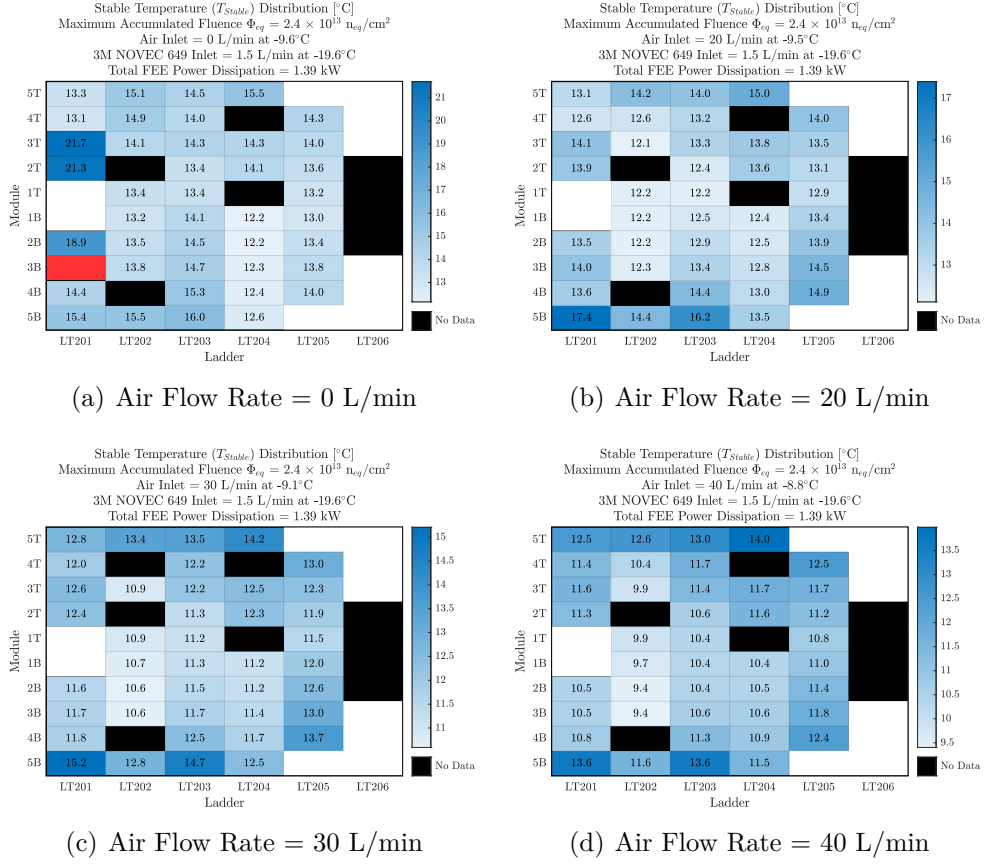 Stable Temperature (T_Stable) Distribution [°C]
Maximum Accumulated Fluence Φ_eq = 2.4 × 10^13 n_eq/cm²
Air Inlet = 0 L/min at -9.6°C
3M NOVEC 649 Inlet = 1.5 L/min at -19.6°C
Total FEE Power Dissipation = 1.39 kW
5T 13.3 15.1 14.5 15.5
4T 13.1 14.9 14.0 14.3
3T 21.7 14.1 14.3 14.3 14.0
2T 21.3 13.4 14.1 13.6
1T 13.4 13.4 13.2
1B 13.2 14.1 12.2 13.0
2B 18.9 13.5 14.5 12.2 13.4
3B 13.8 14.7 12.3 13.8
4B 14.4 15.3 12.4 14.0
5B 15.4 15.5 16.0 12.6
LT201 LT202 LT203 LT204 LT205 LT206
Ladder
Module
21
20
19
18
17
16
15
14
13
No Data
(a) Air Flow Rate = 0 L/min
Stable Temperature (T_Stable) Distribution [°C]
Maximum Accumulated Fluence Φ_eq = 2.4 × 10^13 n_eq/cm²
Air Inlet = 20 L/min at -9.5°C
3M NOVEC 649 Inlet = 1.5 L/min at -19.6°C
Total FEE Power Dissipation = 1.39 kW
5T 13.1 14.2 14.0 15.0
4T 12.6 12.6 13.2 14.0
3T 14.1 12.1 13.3 13.8 13.5
2T 13.9 12.4 13.6 13.1
1T 12.2 12.2 12.9
1B 12.2 12.5 12.4 13.4
2B 13.5 12.2 12.9 12.5 13.9
3B 14.0 12.3 13.4 12.8 14.5
4B 13.6 14.4 13.0 14.9
5B 17.4 14.4 16.2 13.5
LT201 LT202 LT203 LT204 LT205 LT206
Ladder
Module
17
16
15
14
13
No Data
(b) Air Flow Rate = 20 L/min
Stable Temperature (T_Stable) Distribution [°C]
Maximum Accumulated Fluence Φ_eq = 2.4 × 10^13 n_eq/cm²
Air Inlet = 30 L/min at -9.1°C
3M NOVEC 649 Inlet = 1.5 L/min at -19.6°C
Total FEE Power Dissipation = 1.39 kW
5T 12.8 13.4 13.5 14.2
4T 12.0 12.2 13.0
3T 12.6 10.9 12.2 12.5 12.3
2T 12.4 11.3 12.3 11.9
1T 10.9 11.2 11.5
1B 10.7 11.3 11.2 12.0
2B 11.6 10.6 11.5 11.2 12.6
3B 11.7 10.6 11.7 11.4 13.0
4B 11.8 12.5 11.7 13.7
5B 15.2 12.8 14.7 12.5
LT201 LT202 LT203 LT204 LT205 LT206
Ladder
Module
15
14.5
14
13.5
13
12.5
12
11.5
11
No Data
(c) Air Flow Rate = 30 L/min
Stable Temperature (T_Stable) Distribution [°C]
Maximum Accumulated Fluence Φ_eq = 2.4 × 10^13 n_eq/cm²
Air Inlet = 40 L/min at -8.8°C
3M NOVEC 649 Inlet = 1.5 L/min at -19.6°C
Total FEE Power Dissipation = 1.39 kW
5T 12.5 12.6 13.0 14.0
4T 11.4 10.4 11.7 12.5
3T 11.6 9.9 11.4 11.7 11.7
2T 11.3 10.6 11.6 11.2
1T 9.9 10.4 10.8
1B 9.7 10.4 10.4 11.0
2B 10.5 9.4 10.6 10.5 11.4
3B 10.5 9.4 10.6 10.6 11.8
4B 10.8 11.3 10.9 12.4
5B 13.6 11.6 13.6 11.5
LT201 LT202 LT203 LT204 LT205 LT206
Ladder
Module
13.5
13
12.5
12
11.5
11
10.5
10
9.5
No Data
(d) Air Flow Rate = 40 L/min